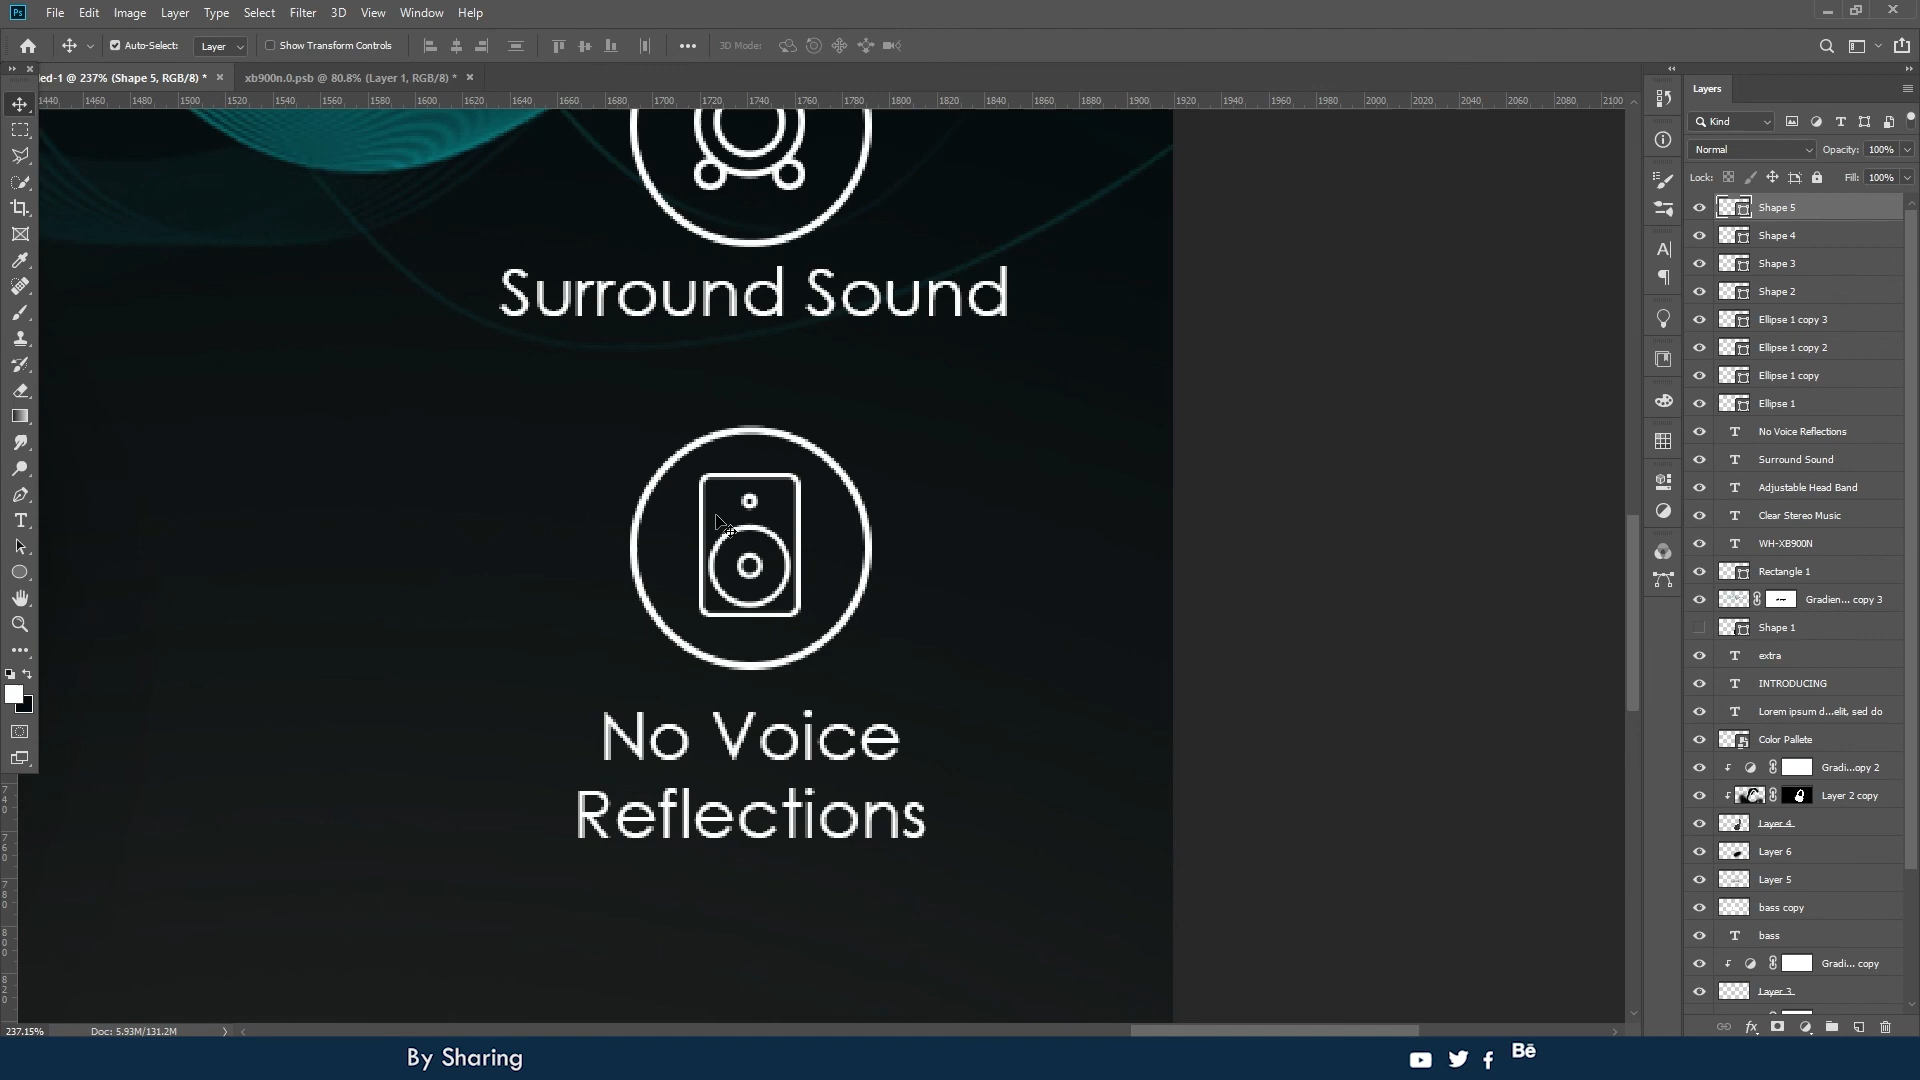 Ps File Edit Image Layer Type Select Filter 3D View Window Help
Auto-Select: Layer Show Transform Controls 3D Mode:
led-1 @ 237% (Shape 5, RGB/8) * × xb900n.0.psb @ 80.8% (Layer 1, RGB/8) * ×
1440 1460 1480 1500 1520 1540 1560 1580 1600 1620 1640 1660 1680 1700 1720 1740 1760 1780 1800 1820 1840 1860 1880 1900 1920 1940 1960 1980 2000 2020 2040 2060 2080 2100
Layers
Kind
Normal Opacity: 100%
Lock: Fill: 100%
Shape 5
Shape 4
Shape 3
Shape 2
Ellipse 1 copy 3
Ellipse 1 copy 2
Ellipse 1 copy
Ellipse 1
No Voice Reflections
Surround Sound
Adjustable Head Band
Clear Stereo Music
WH-XB900N
Rectangle 1
Gradien... copy 3
Shape 1
extra
INTRODUCING
Lorem ipsum d...elit, sed do
Color Pallete
Gradi...opy 2
Layer 2 copy
Layer 4
Layer 6
Layer 5
bass copy
bass
Gradi... copy
Layer 3
Surround Sound
No Voice
Reflections
740
760
780
800
820
237.15% Doc: 5.93M/131.2M
By Sharing
Bē